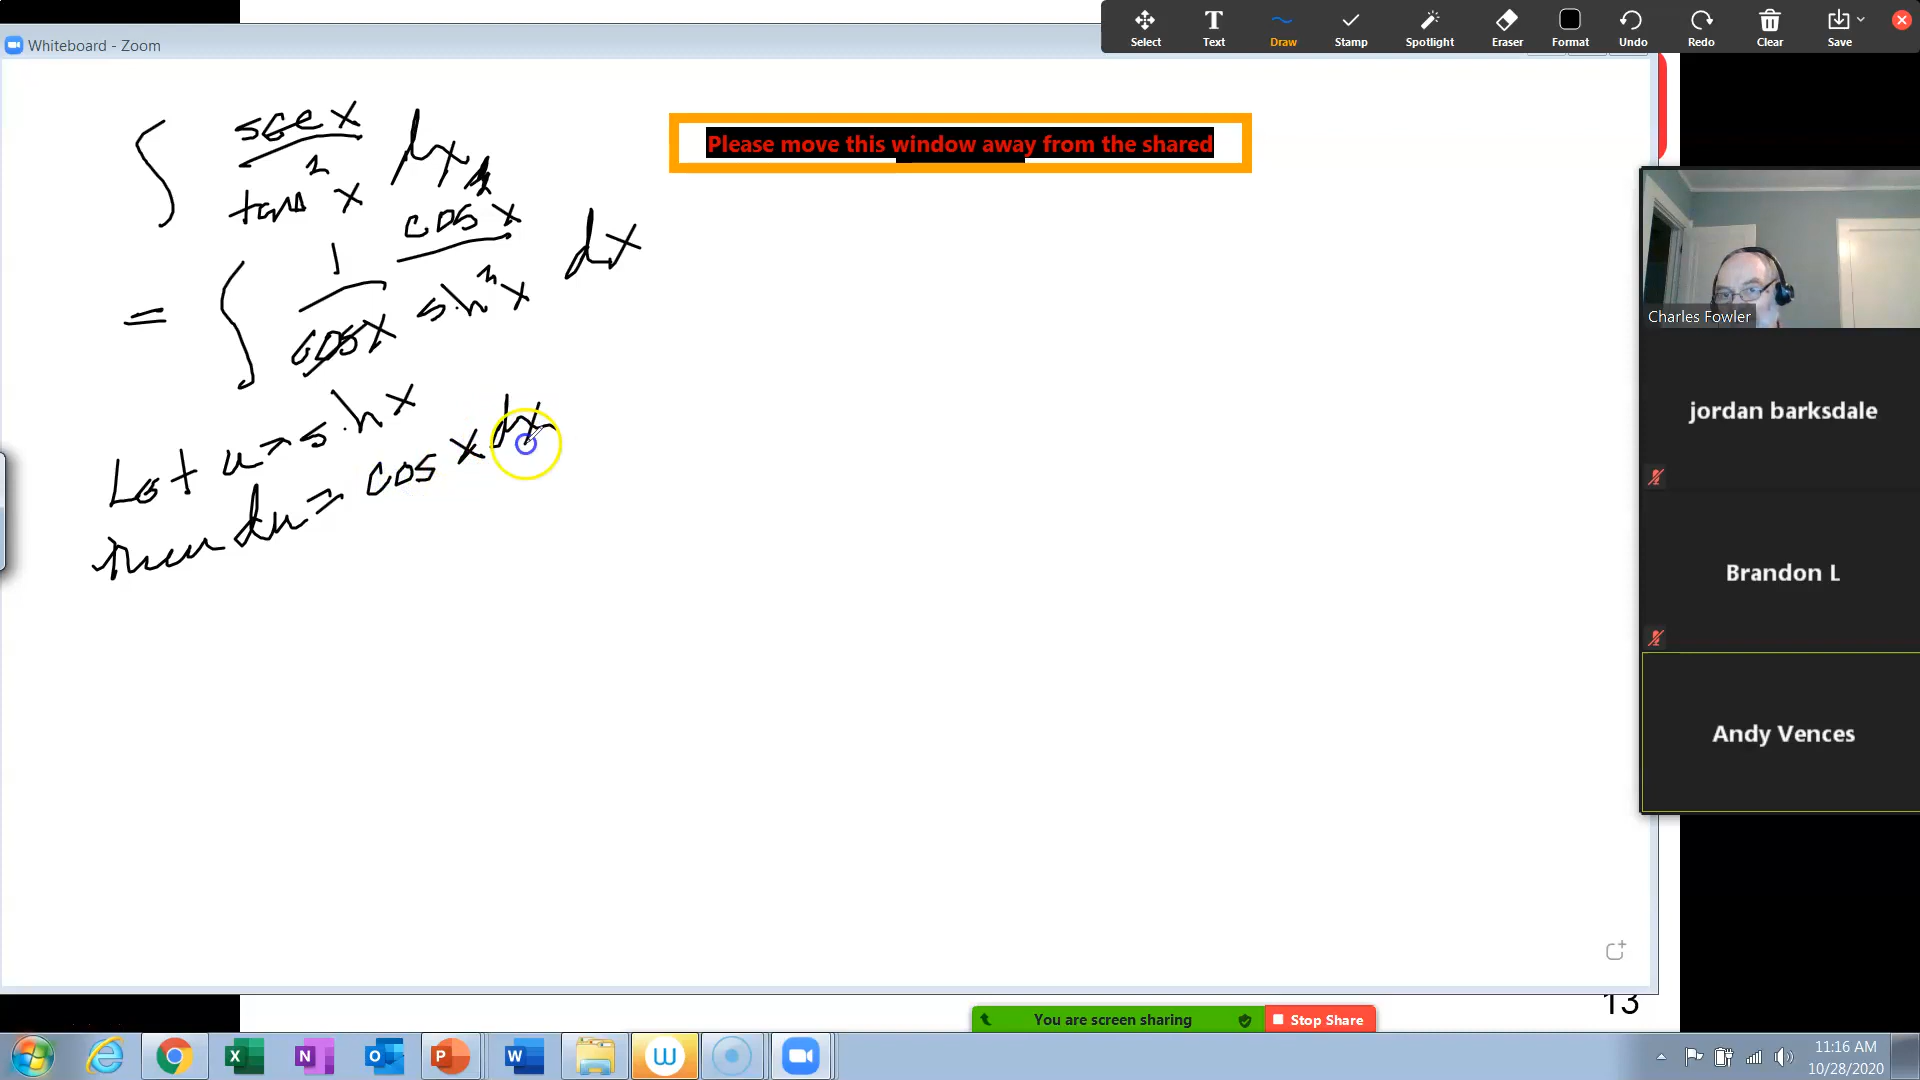 Select Text Draw Stamp Spotlight Eraser Format Undo Redo Clear Save
Whiteboard - Zoom
Please move this window away from the shared
∫ sec x / tan² x dx
= ∫ 1 / cos x cos² x / sin² x dx
Let u = sin x
then du = cos x dx
Charles Fowler
jordan barksdale
Brandon L
Andy Vences
13
You are screen sharing
Stop Share
11:16 AM
10/28/2020